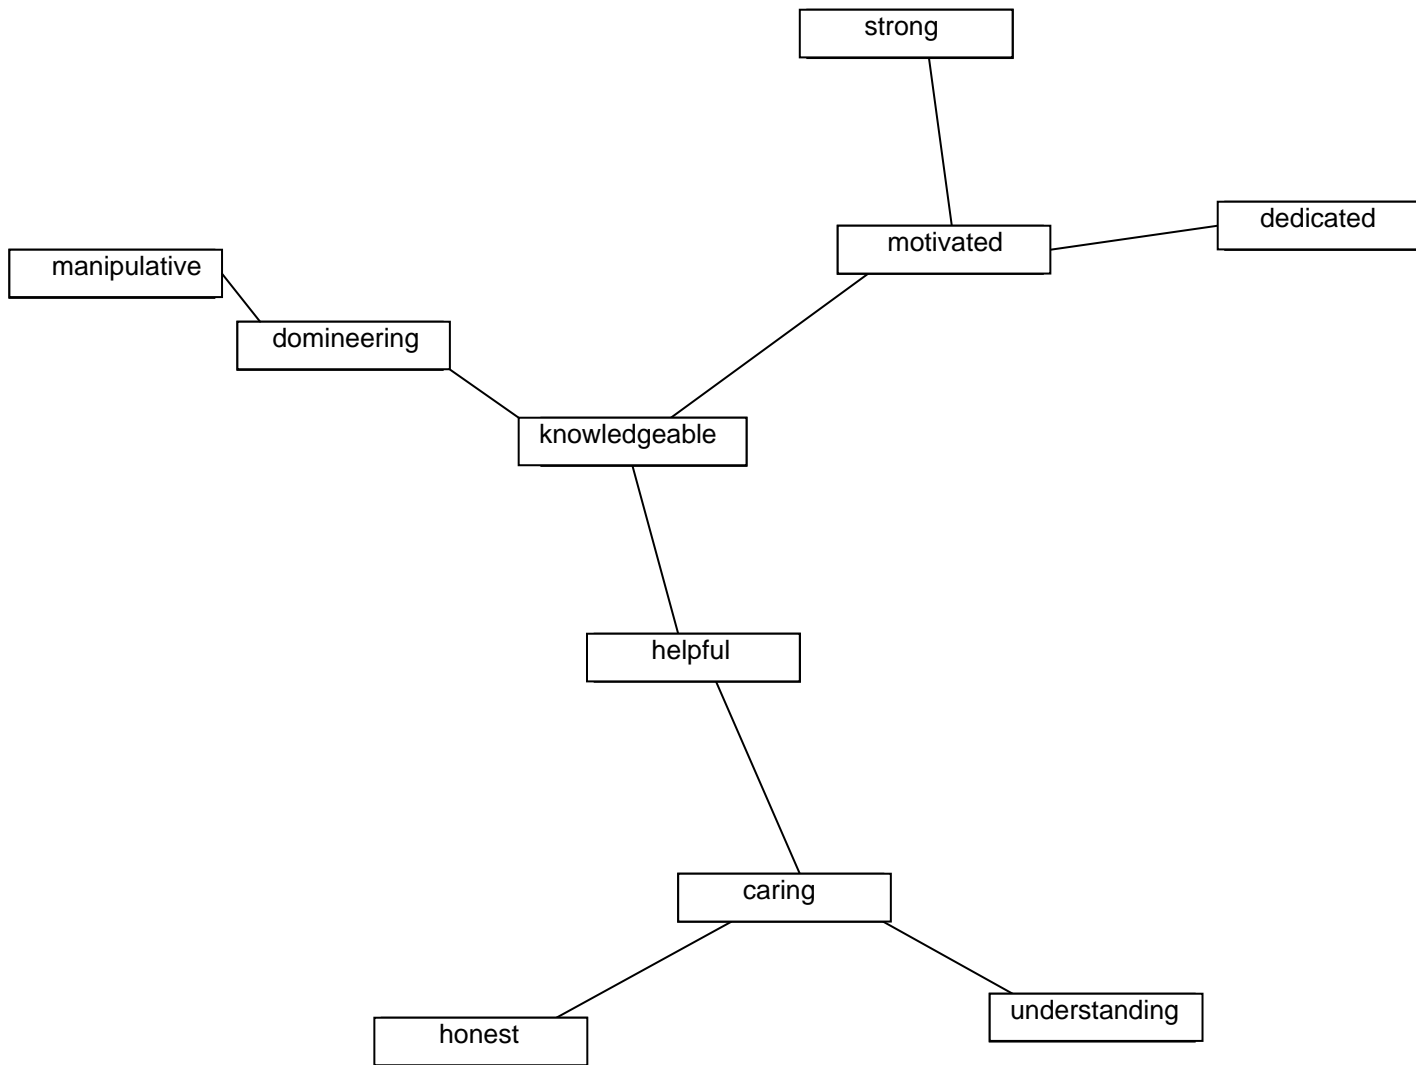 strong
dedicated
motivated
manipulative
domineering
knowledgeable
helpful
caring
understanding
honest